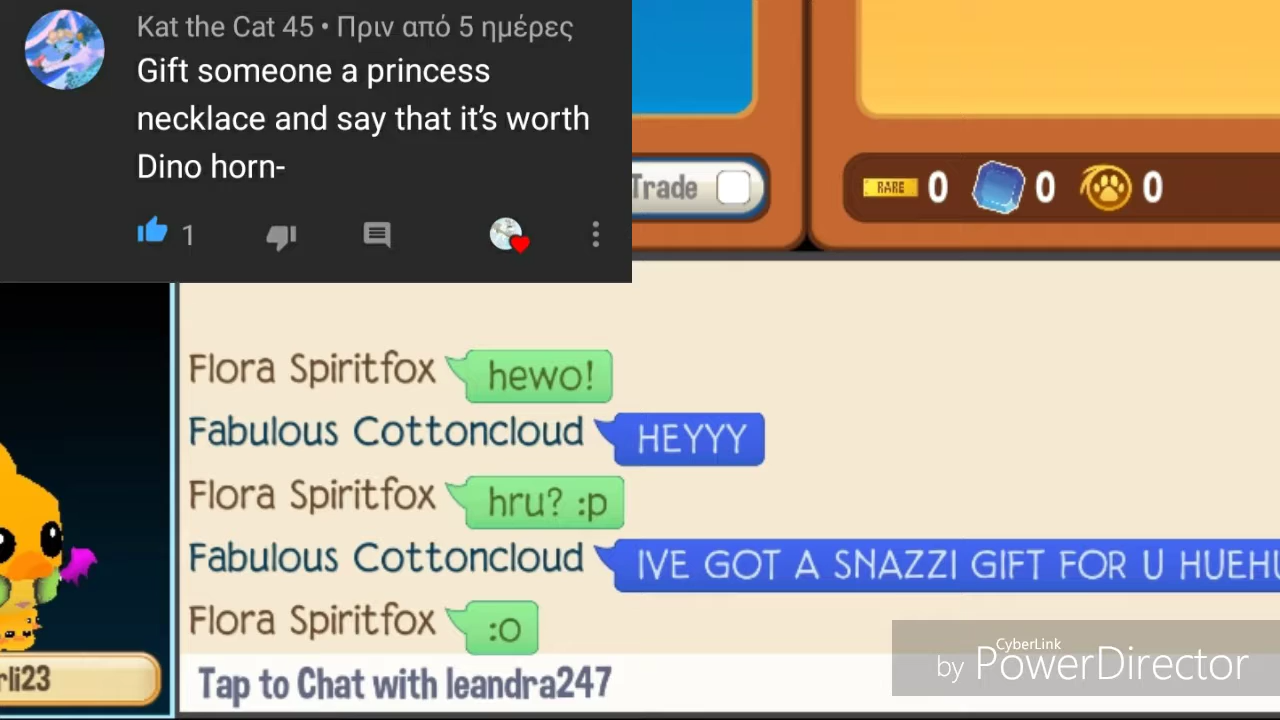 Kat the Cat 45 • Πριν από 5 ημέρες
Gift someone a princess
necklace and say that it's worth
Dino horn-
1
Trade
RARE 0 0 0
Flora Spiritfox hewo!
Fabulous Cottoncloud HEYYY
Flora Spiritfox hru? :p
Fabulous Cottoncloud IVE GOT A SNAZZI GIFT FOR U HUEHU
Flora Spiritfox :o
rli23
Tap to Chat with leandra247
CyberLink
by PowerDirector